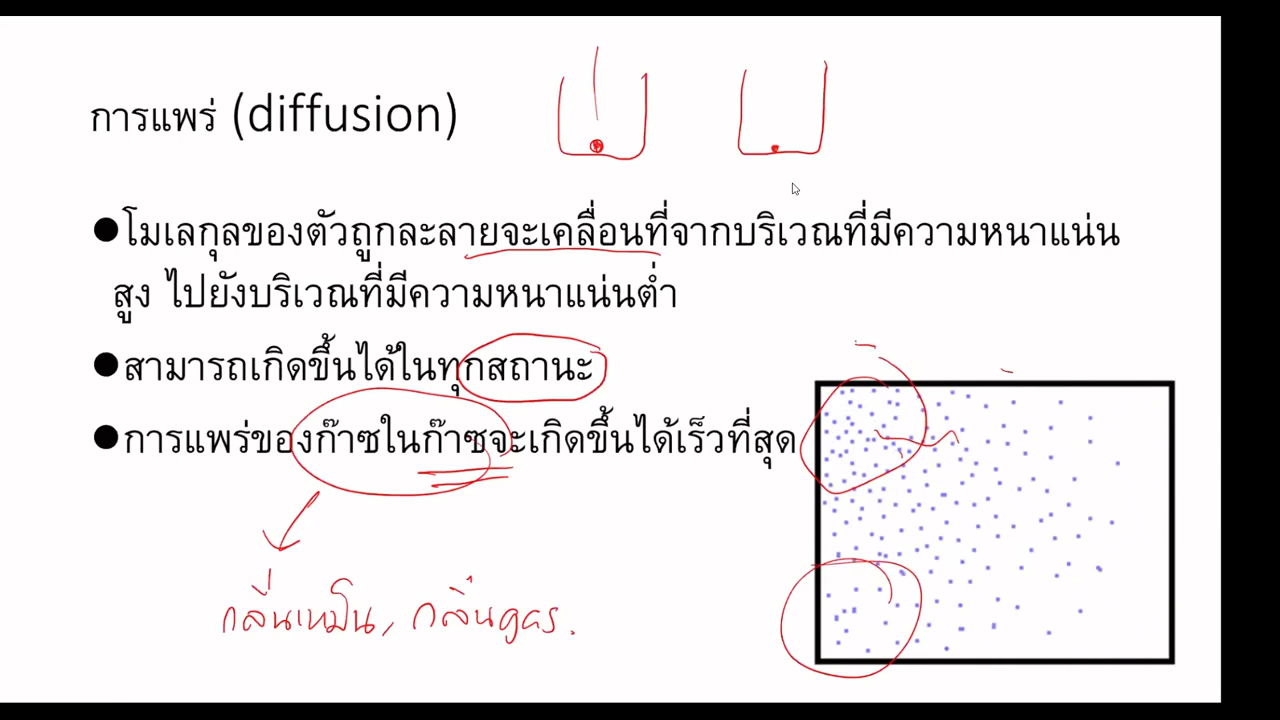 การแพร่ (diffusion)
●โมเลกุลของตัวถูกละลายจะเคลื่อนที่จากบริเวณที่มีความหนาแน่น
สูง ไปยังบริเวณที่มีความหนาแน่นต่ำ
●สามารถเกิดขึ้นได้ในทุกสถานะ
●การแพร่ของก๊าซในก๊าซจะเกิดขึ้นได้เร็วที่สุด
กลิ่นเหม็น,